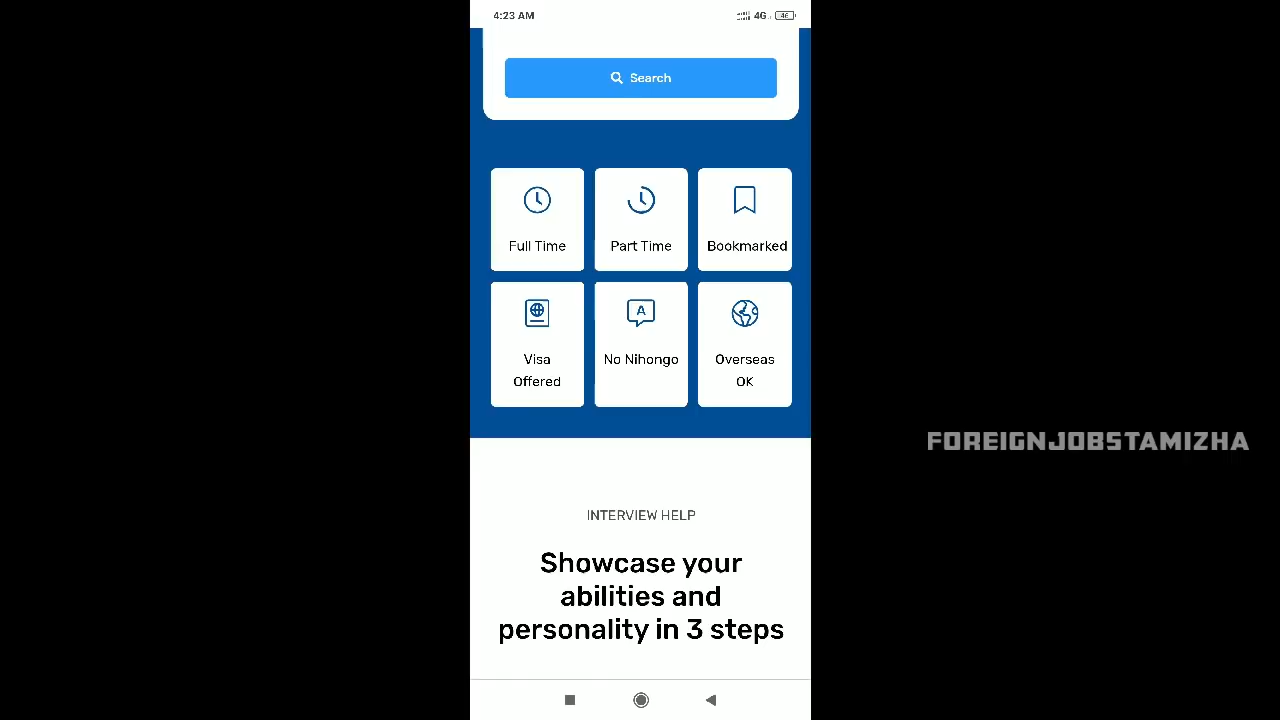 4:23 AM
4G
46
Search
Full Time
Part Time
Bookmarked
A
Visa
Offered
No Nihongo
Overseas
OK
FOREIGNJOBSTAMIZHA
INTERVIEW HELP
Showcase your
abilities and
personality in 3 steps